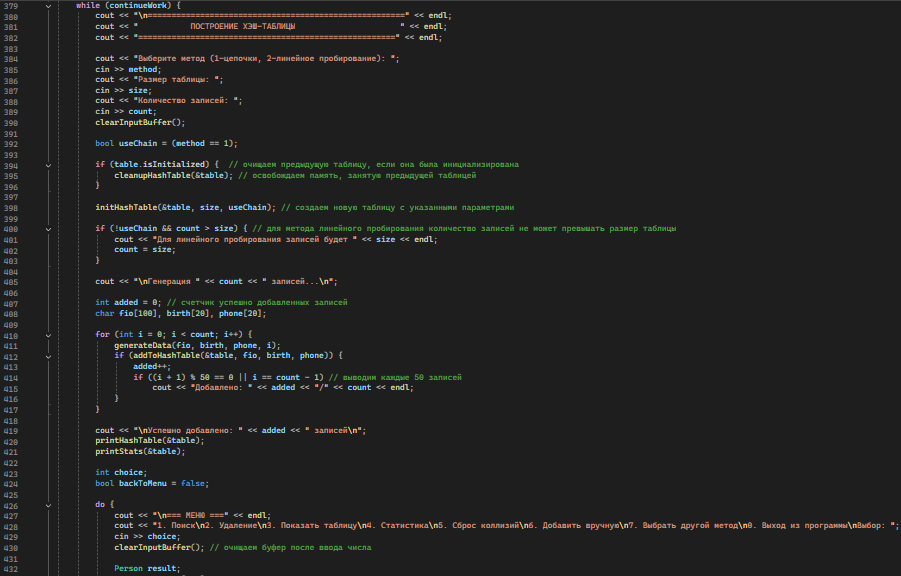 379 while (continueWork) {
380 cout << "\n======================================================" << endl;
381 cout << " ПОСТРОЕНИЕ ХЭШ-ТАБЛИЦЫ " << endl;
382 cout << "======================================================" << endl;
383
384 cout << "Выберите метод (1-цепочки, 2-линейное пробирование): ";
385 cin >> method;
386 cout << "Размер таблицы: ";
387 cin >> size;
388 cout << "Количество записей: ";
389 cin >> count;
390 clearInputBuffer();
391
392 bool useChain = (method == 1);
393
394 if (table.isInitialized) { // очищаем предыдущую таблицу, если она была инициализирована
395 cleanupHashTable(&table); // освобождаем память, занятую предыдущей таблицей
396 }
397
398 initHashTable(&table, size, useChain); // создаем новую таблицу с указанными параметрами
399
400 if (!useChain && count > size) { // для метода линейного пробирования количество записей не может превышать размер таблицы
401 cout << "Для линейного пробирования записей будет " << size << endl;
402 count = size;
403 }
404
405 cout << "\nГенерация " << count << " записей...\n";
406
407 int added = 0; // счетчик успешно добавленных записей
408 char fio[100], birth[20], phone[20];
409
410 for (int i = 0; i < count; i++) {
411 generateData(fio, birth, phone, i);
412 if (addToHashTable(&table, fio, birth, phone)) {
413 added++;
414 if ((i + 1) % 50 == 0 || i == count - 1) // выводим каждые 50 записей
415 cout << "Добавлено: " << added << "/" << count << endl;
416 }
417 }
418
419 cout << "\nУспешно добавлено: " << added << " записей\n";
420 printHashTable(&table);
421 printStats(&table);
422
423 int choice;
424 bool backToMenu = false;
425
426 do {
427 cout << "\n=== МЕНЮ ===" << endl;
428 cout << "1. Поиск\n2. Удаление\n3. Показать таблицу\n4. Статистика\n5. Сброс коллизий\n6. Добавить вручную\n7. Выбрать другой метод\n0. Выход из программы\nВыбор: ";
429 cin >> choice;
430 clearInputBuffer(); // очищаем буфер после ввода числа
431
432 Person result;